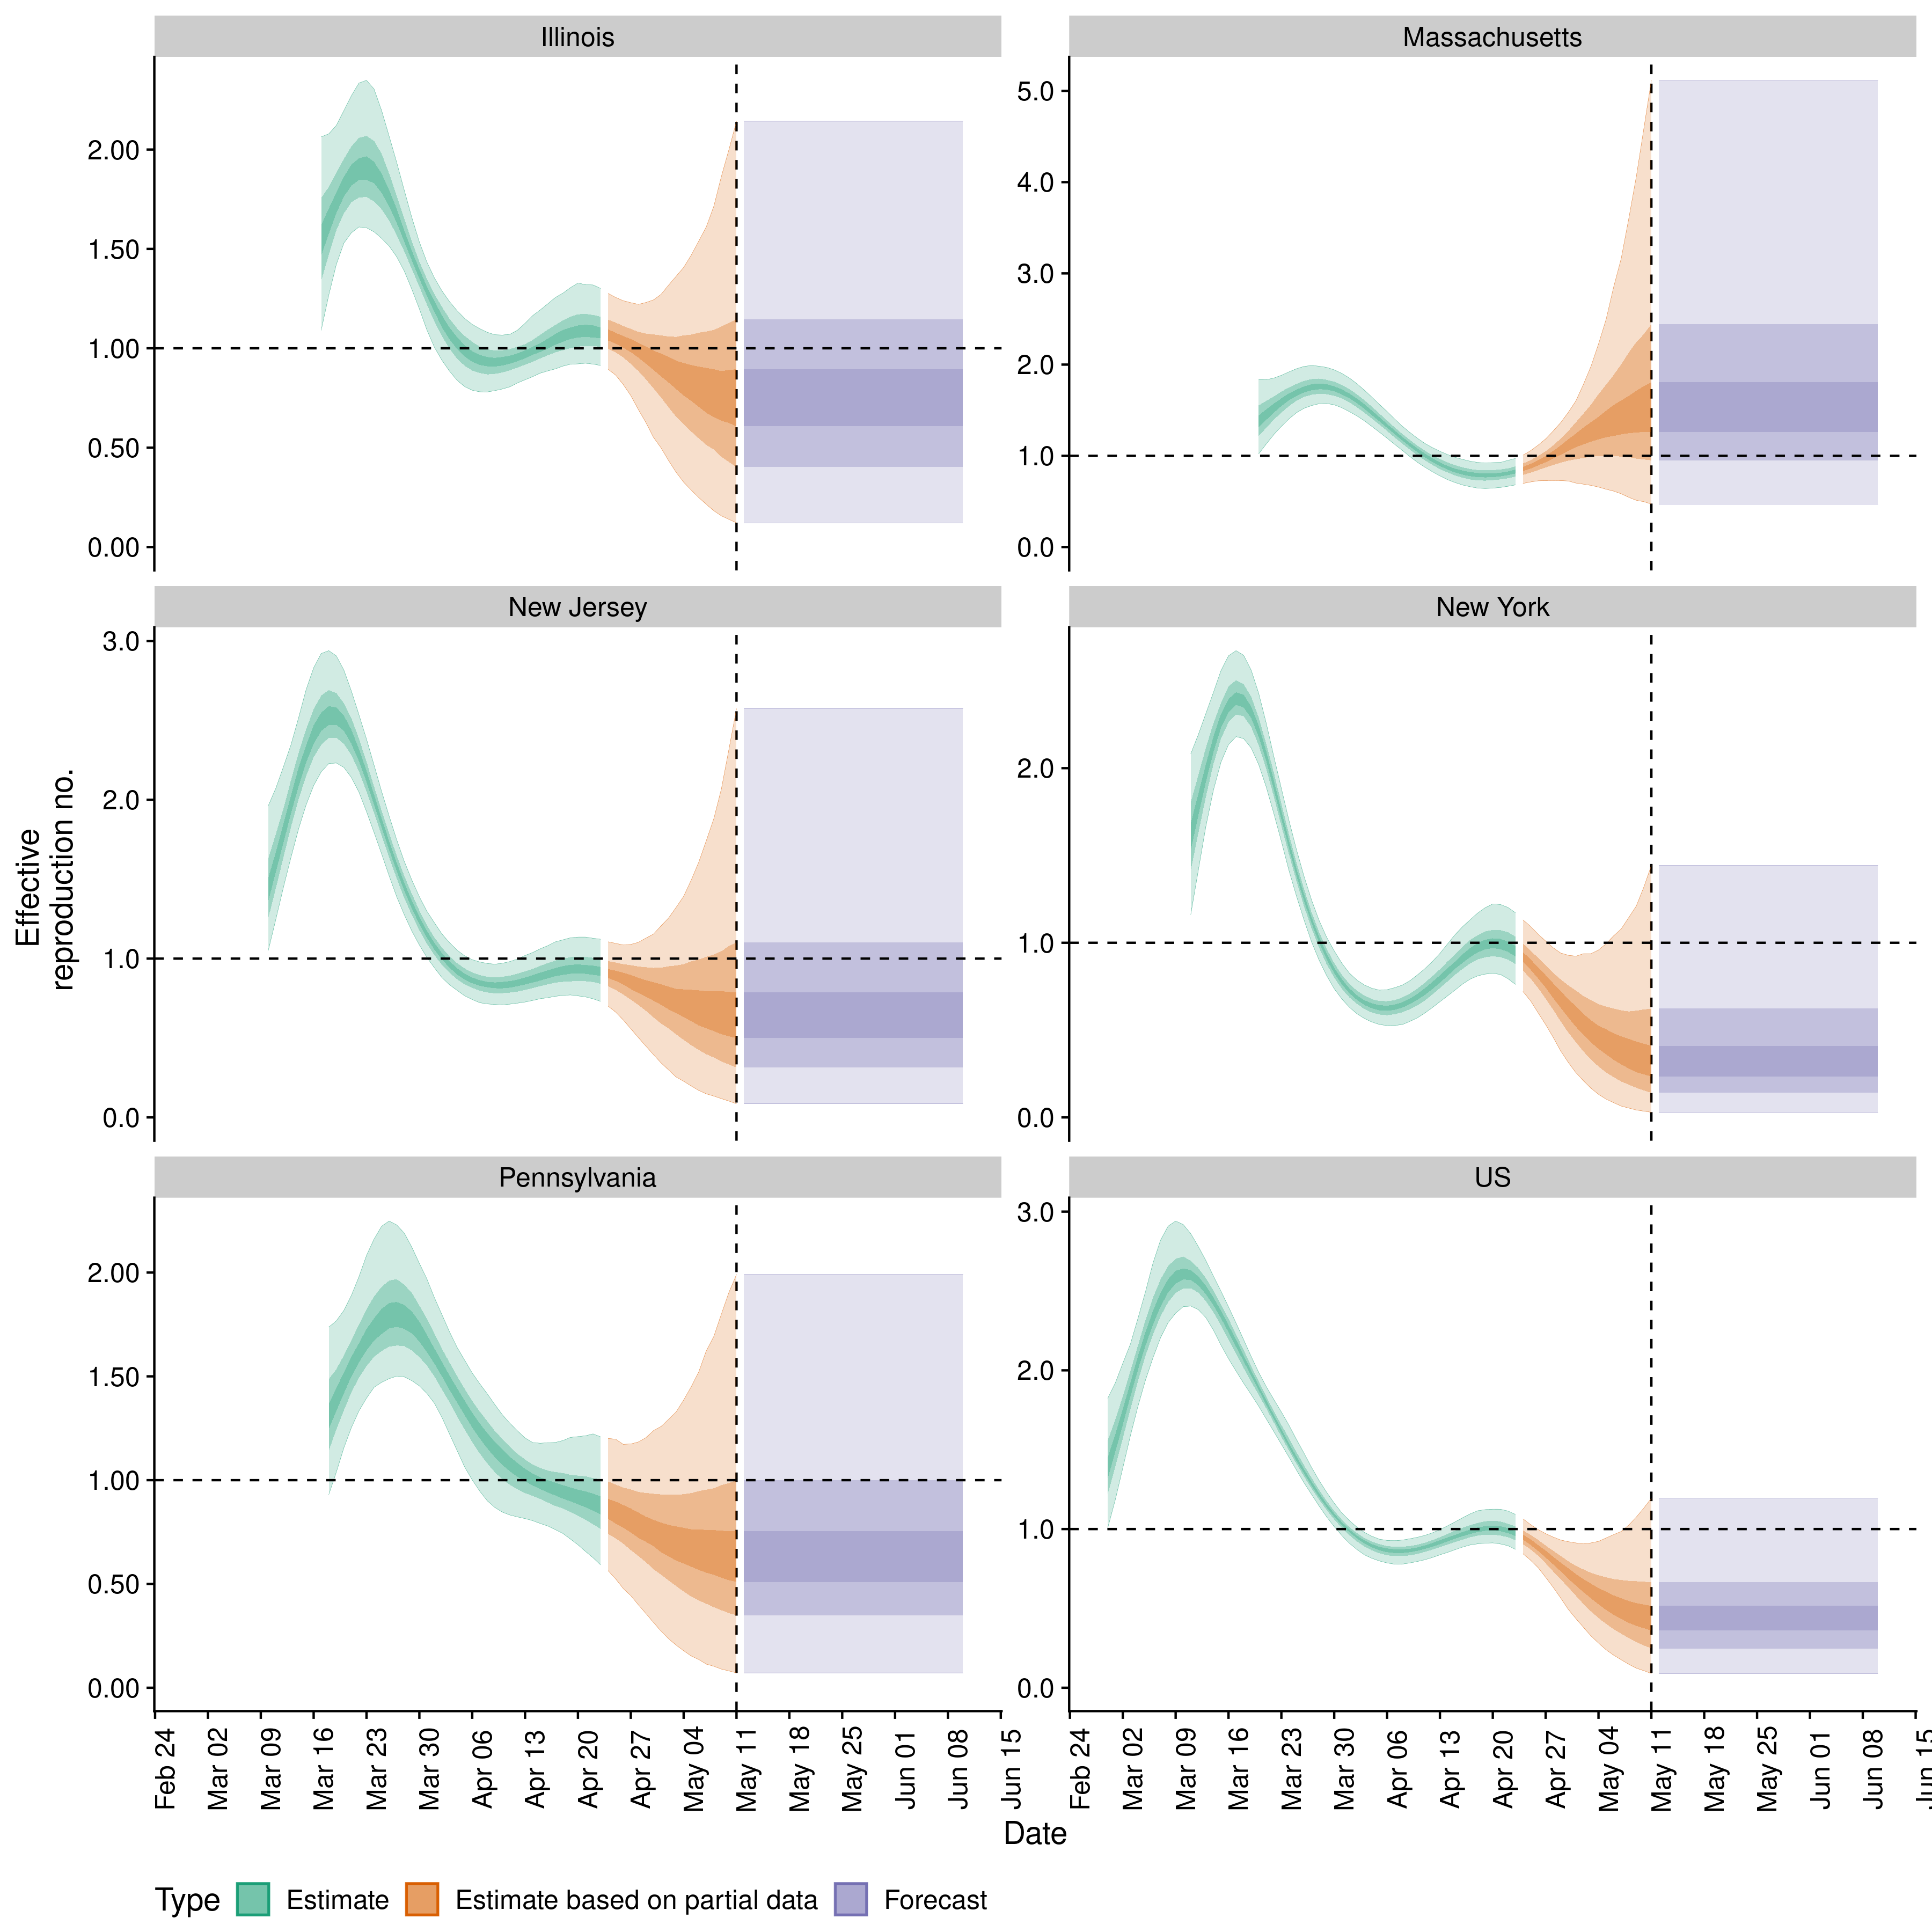 Illinois
Massachusetts
2.00
1.50
1.00
0.50
0.00
5.0
4.0
3.0
2.0
1.0
0.0
New Jersey
New York
3.0
2.0
1.0
0.0
2.0
1.0
0.0
Effective
reproduction no.
Pennsylvania
US
2.00
1.50
1.00
0.50
0.00
3.0
2.0
1.0
0.0
Feb 24
Mar 02
Mar 09
Mar 16
Mar 23
Mar 30
Apr 06
Apr 13
Apr 20
Apr 27
May 04
May 11
May 18
May 25
Jun 01
Jun 08
Jun 15
Feb 24
Mar 02
Mar 09
Mar 16
Mar 23
Mar 30
Apr 06
Apr 13
Apr 20
Apr 27
May 04
May 11
May 18
May 25
Jun 01
Jun 08
Jun 15
Date
Type Estimate Estimate based on partial data Forecast